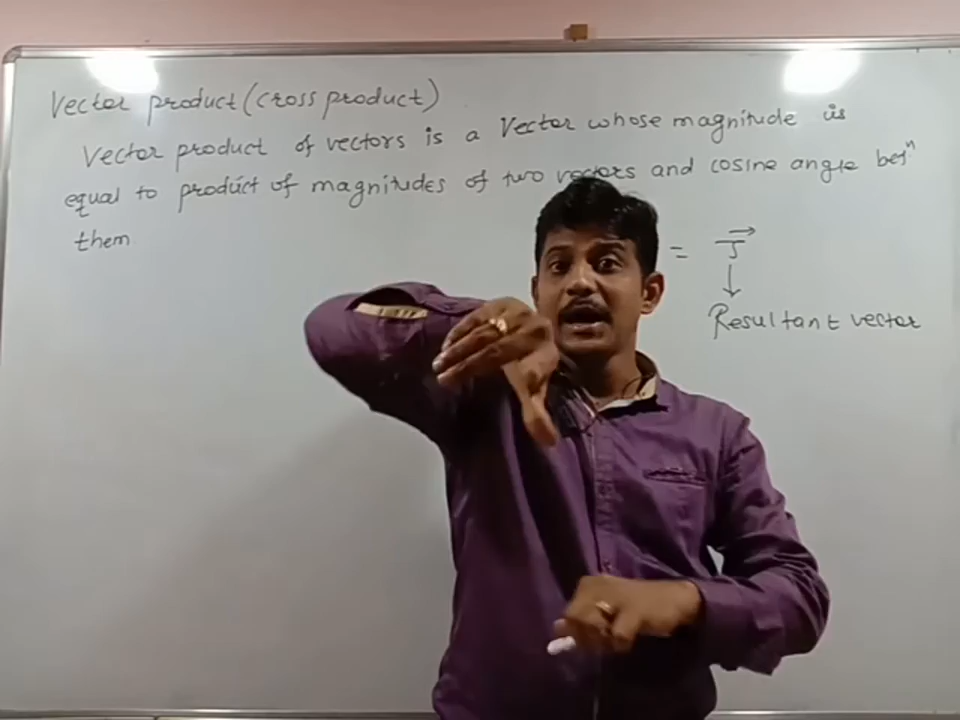 Vector product (cross product)
Vector product of vectors is a Vector whose magnitude is
equal to product of magnitudes of two vectors and cosine angle betⁿ
them
= J
Resultant vector